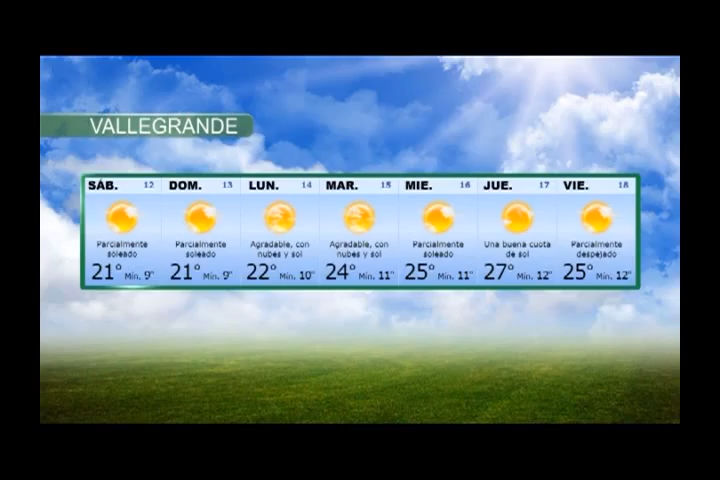 VALLEGRANDE
SÁB. 12 DOM. 13 LUN. 14 MAR. 15 MIE. 16 JUE. 17 VIE. 18
Parcialmente Parcialmente Agradable, con Agradable, con Parcialmente Una buena cuota Parcialmente
soleado soleado nubes y sol nubes y sol soleado de sol despejado
21° Min. 9° 21° Min. 9° 22° Min. 10° 24° Min. 11° 25° Min. 11° 27° Min. 12° 25° Min. 12°